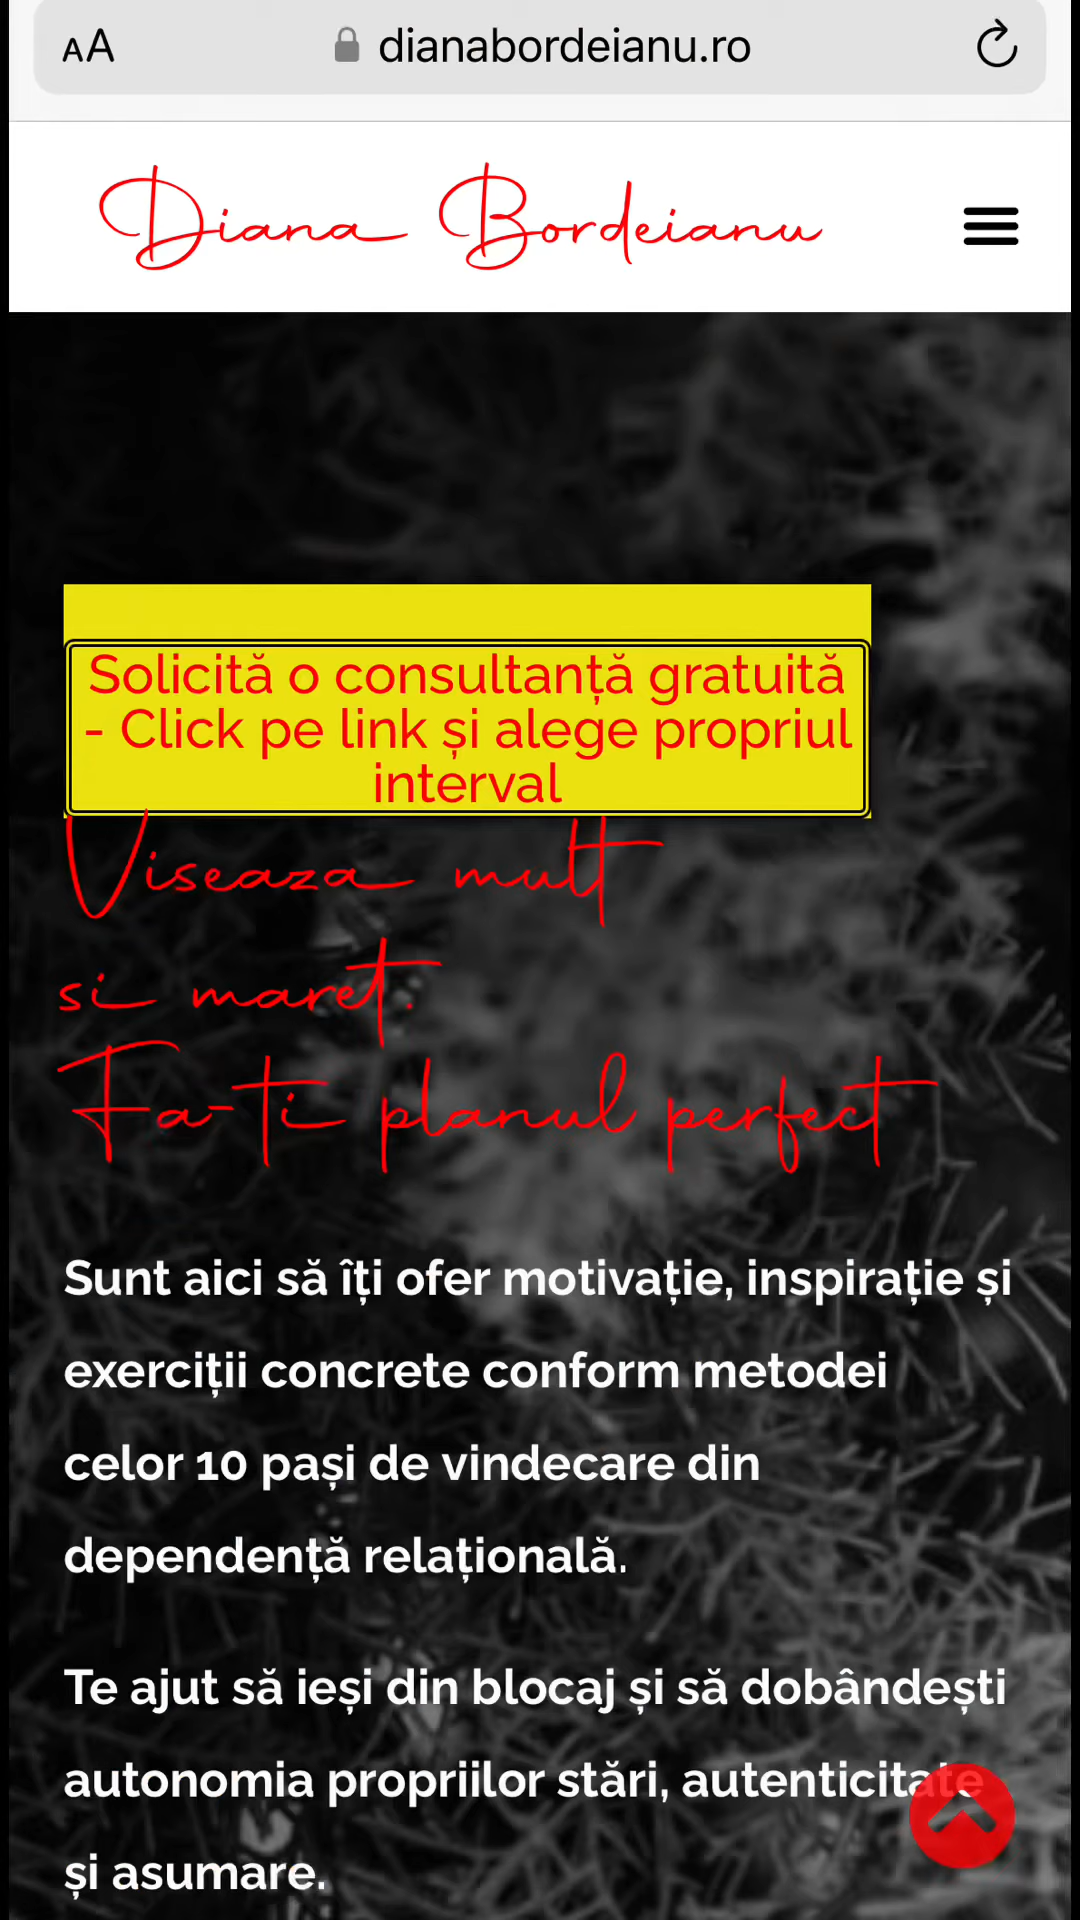 AA dianabordeianu.ro
Diana Bordeianu
Solicită o consultanță gratuită
- Click pe link și alege propriul
interval
Viseaza mult
si maret.
Fa-ti planul perfect
Sunt aici să îți ofer motivație, inspirație și
exerciții concrete conform metodei
celor 10 pași de vindecare din
dependență relațională.
Te ajut să ieși din blocaj și să dobândești
autonomia propriilor stări, autenticitate
și asumare.